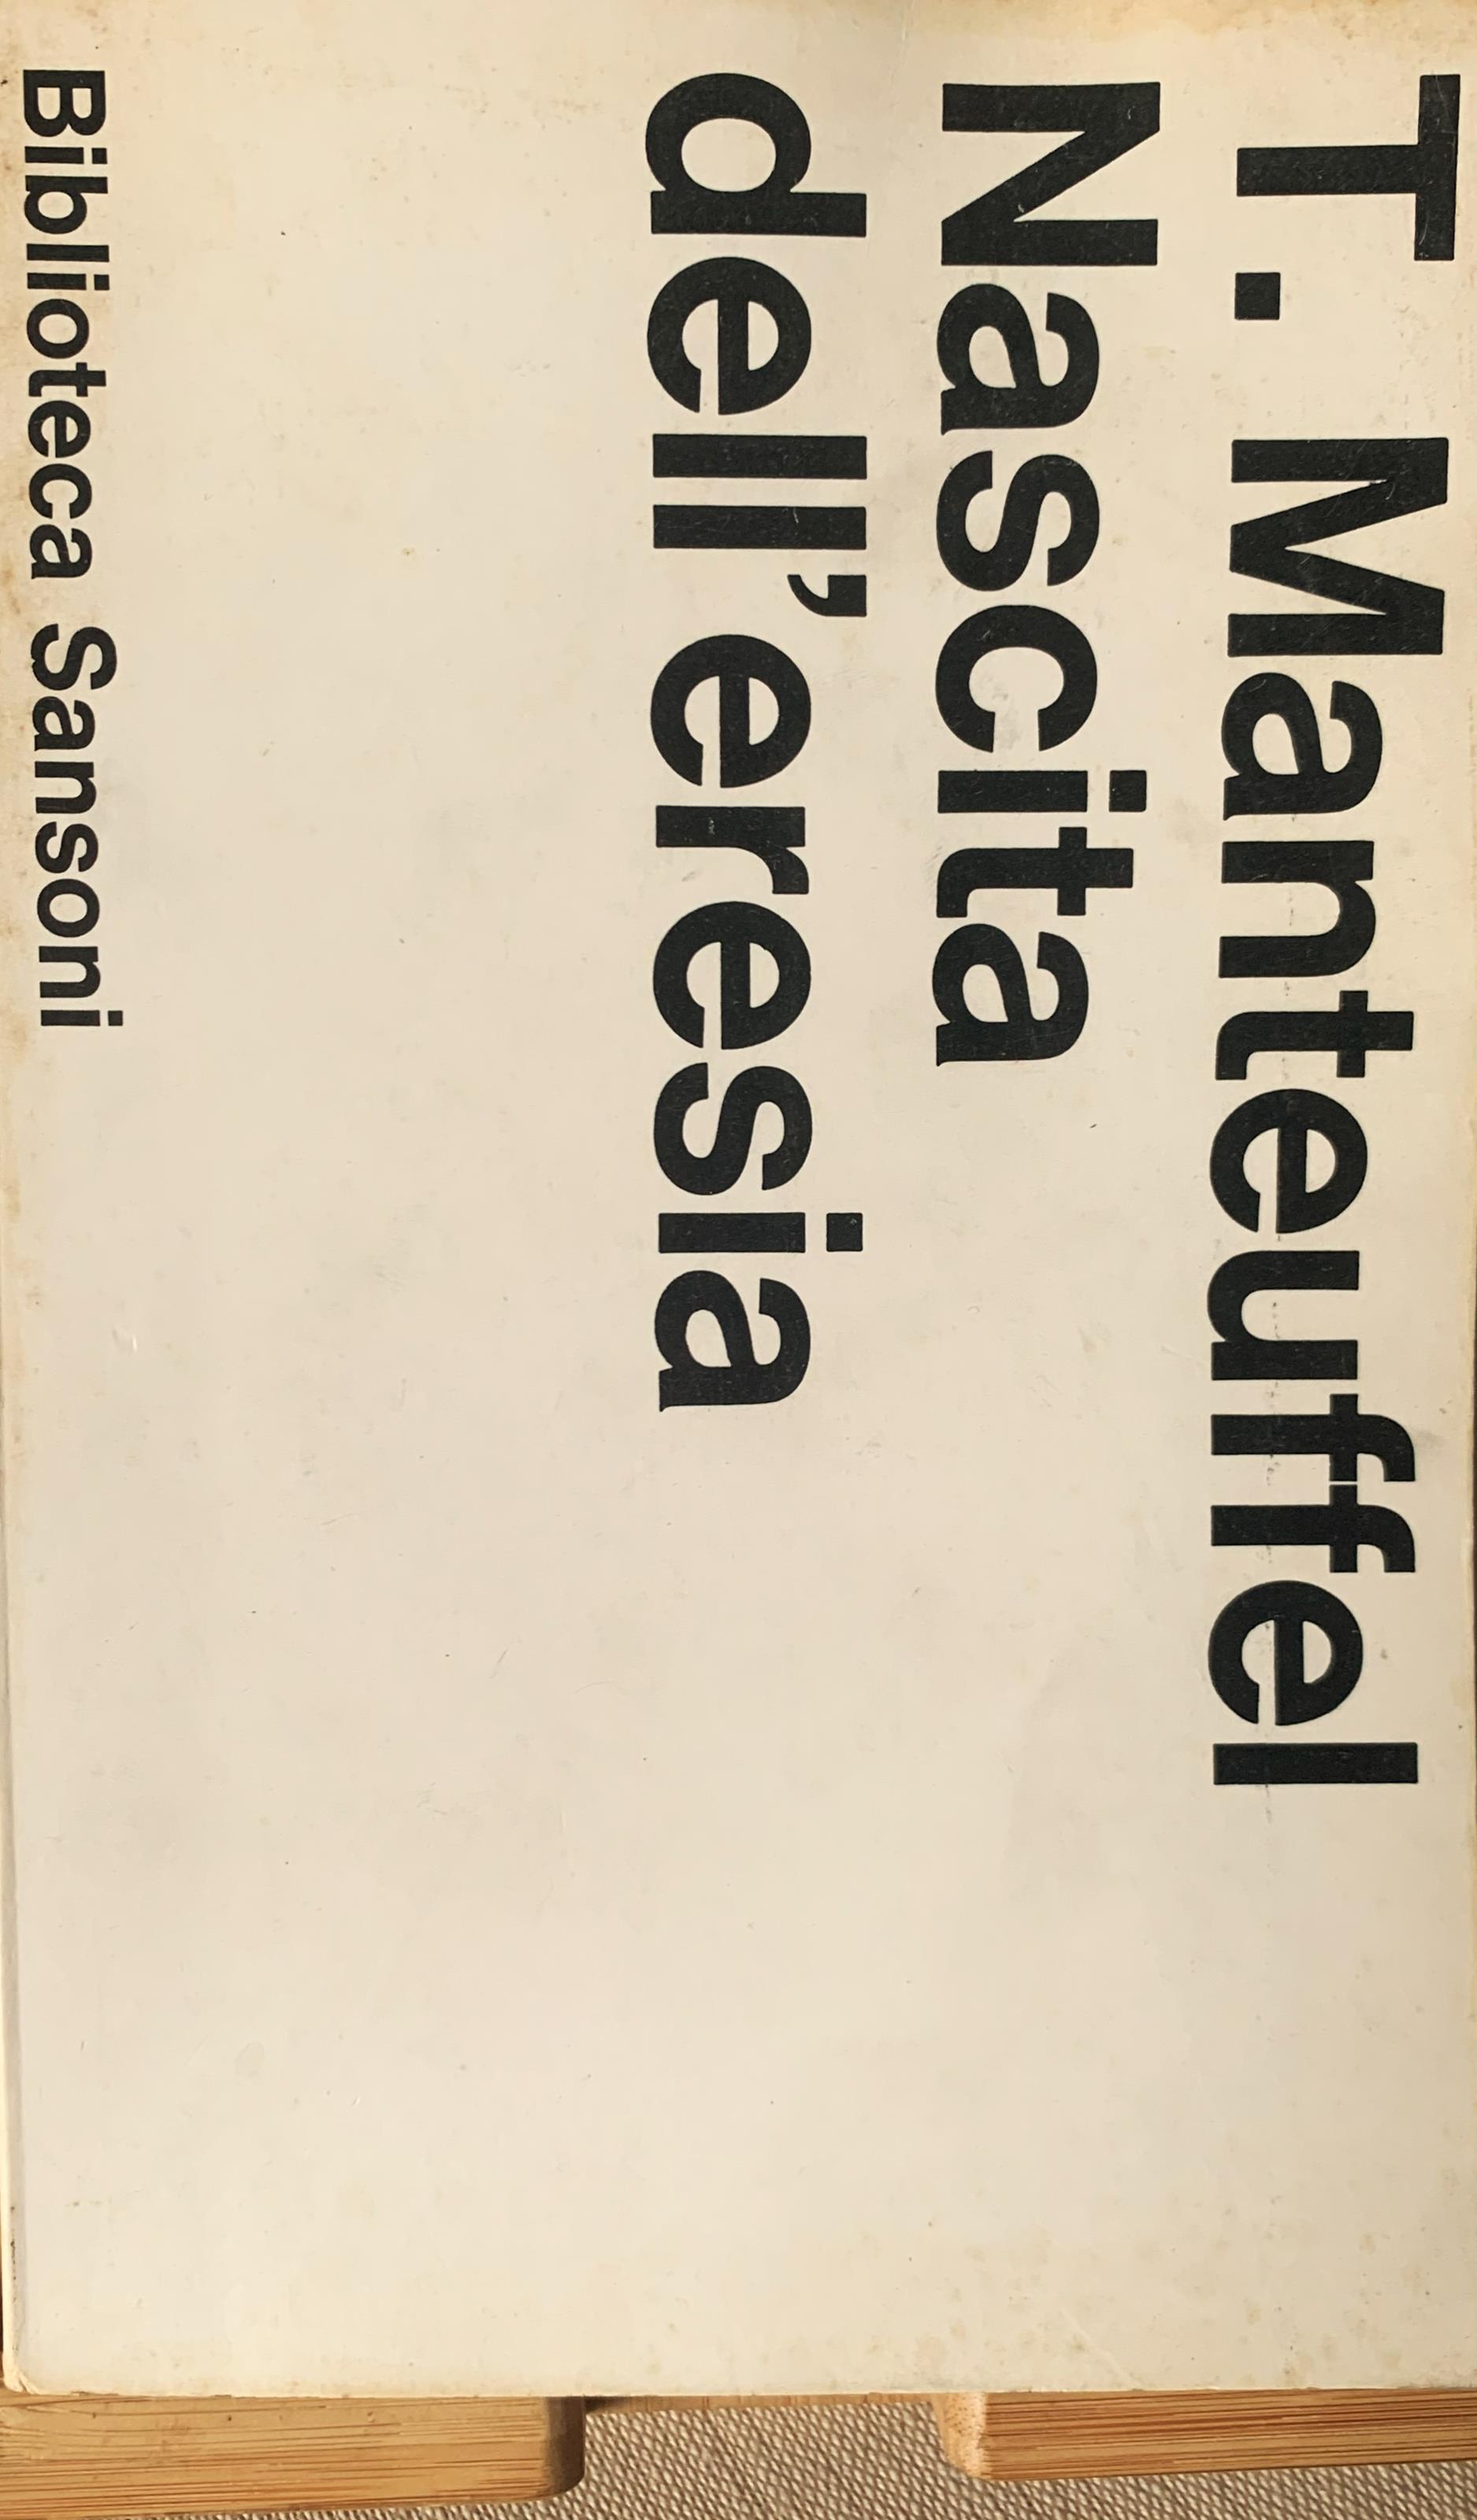 T. Manteuffel
Nascita
dell'eresia
Biblioteca Sansoni